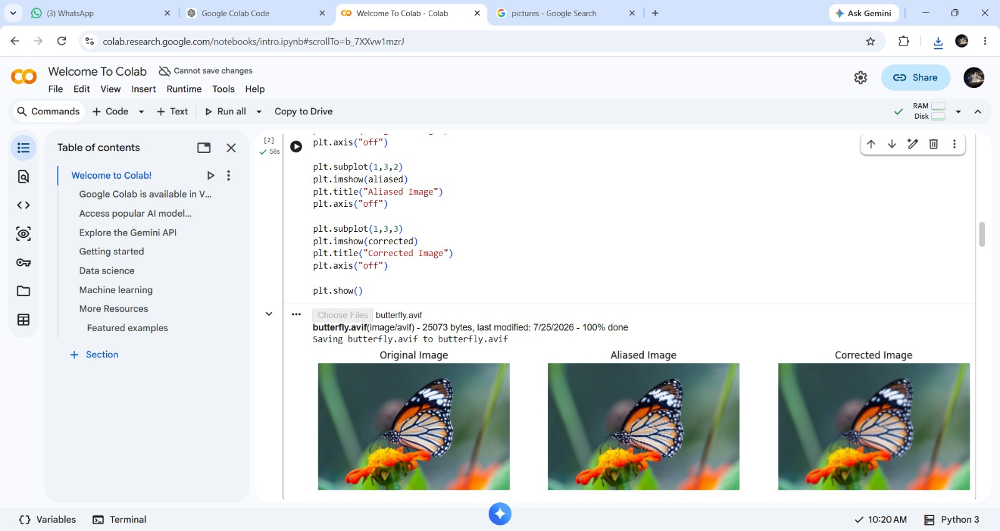 (3) WhatsApp
Google Colab Code
Welcome To Colab - Colab
pictures - Google Search
Ask Gemini
colab.research.google.com/notebooks/intro.ipynb#scrollTo=b_7XXvw1mzrJ
Welcome To Colab
Cannot save changes
Share
File Edit View Insert Runtime Tools Help
Commands + Code + Text Run all Copy to Drive
RAM
Disk
Table of contents
Welcome to Colab!
Google Colab is available in V...
Access popular AI model...
Explore the Gemini API
Getting started
Data science
Machine learning
More Resources
Featured examples
+ Section
[2]
58s
plt.axis("off")
plt.subplot(1,3,2)
plt.imshow(aliased)
plt.title("Aliased Image")
plt.axis("off")
plt.subplot(1,3,3)
plt.imshow(corrected)
plt.title("Corrected Image")
plt.axis("off")
plt.show()
Choose Files butterfly.avif
butterfly.avif(image/avif) - 25073 bytes, last modified: 7/25/2026 - 100% done
Saving butterfly.avif to butterfly.avif
Original Image
Aliased Image
Corrected Image
Variables
Terminal
10:20 AM
Python 3